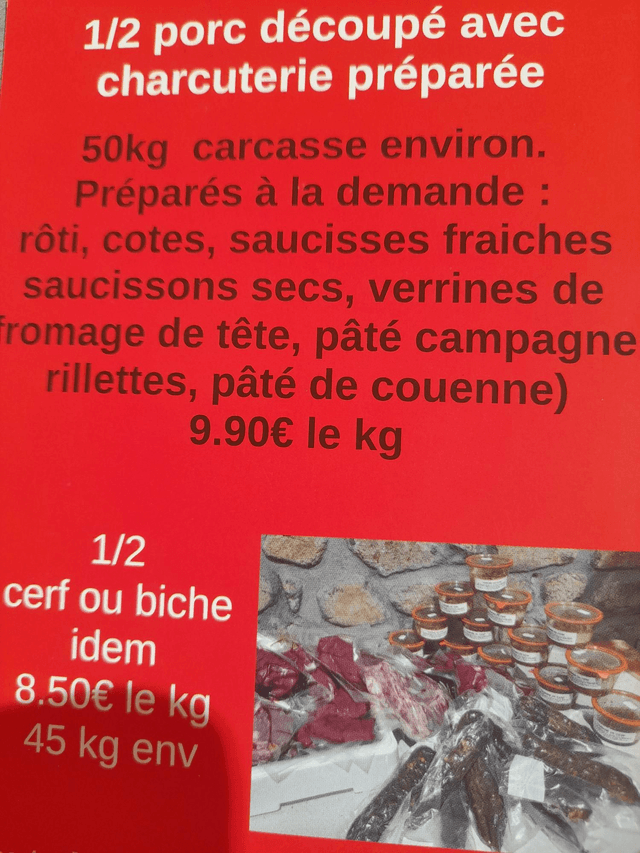 1/2 porc découpé avec
charcuterie préparée
50kg carcasse environ.
Préparés à la demande :
rôti, cotes, saucisses fraiches
saucissons secs, verrines de
fromage de tête, pâté campagne
rillettes, pâté de couenne)
9.90€ le kg
1/2
cerf ou biche
idem
8.50€ le kg
45 kg env